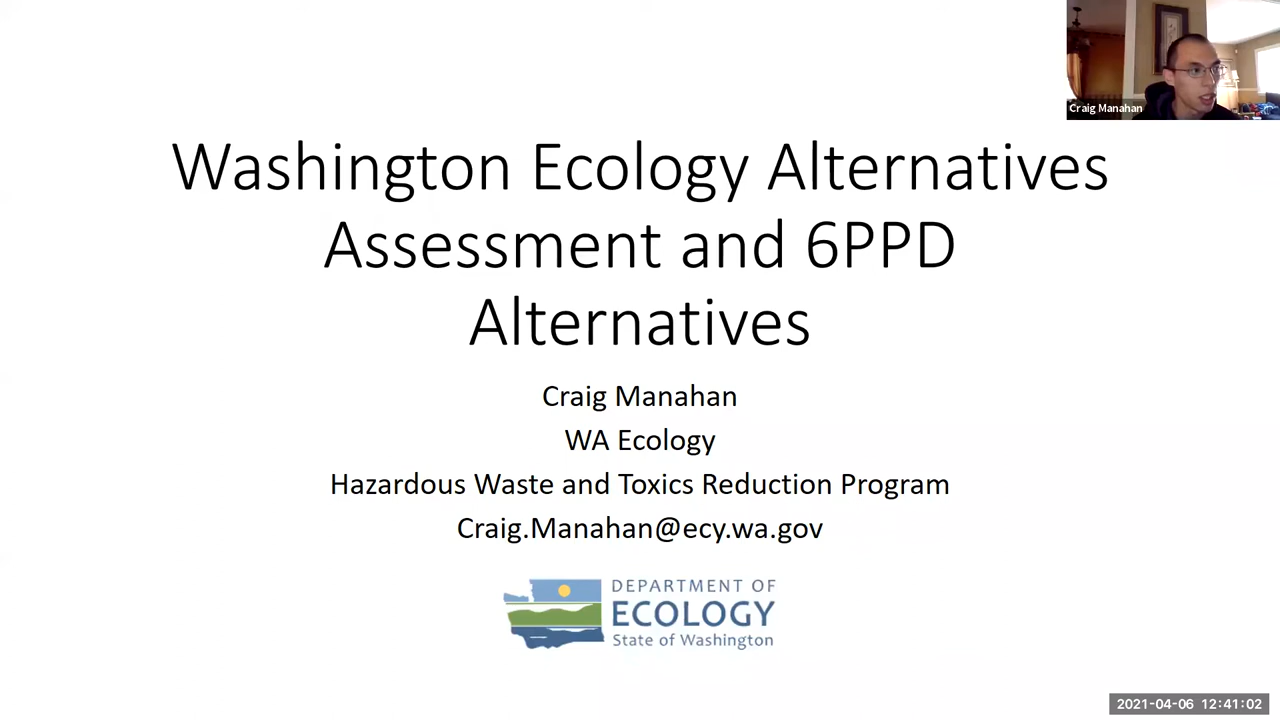 Craig Manahan
Washington Ecology Alternatives
Assessment and 6PPD
Alternatives
Craig Manahan
WA Ecology
Hazardous Waste and Toxics Reduction Program
Craig.Manahan@ecy.wa.gov
DEPARTMENT OF
ECOLOGY
State of Washington
2021-04-06 12:41:02